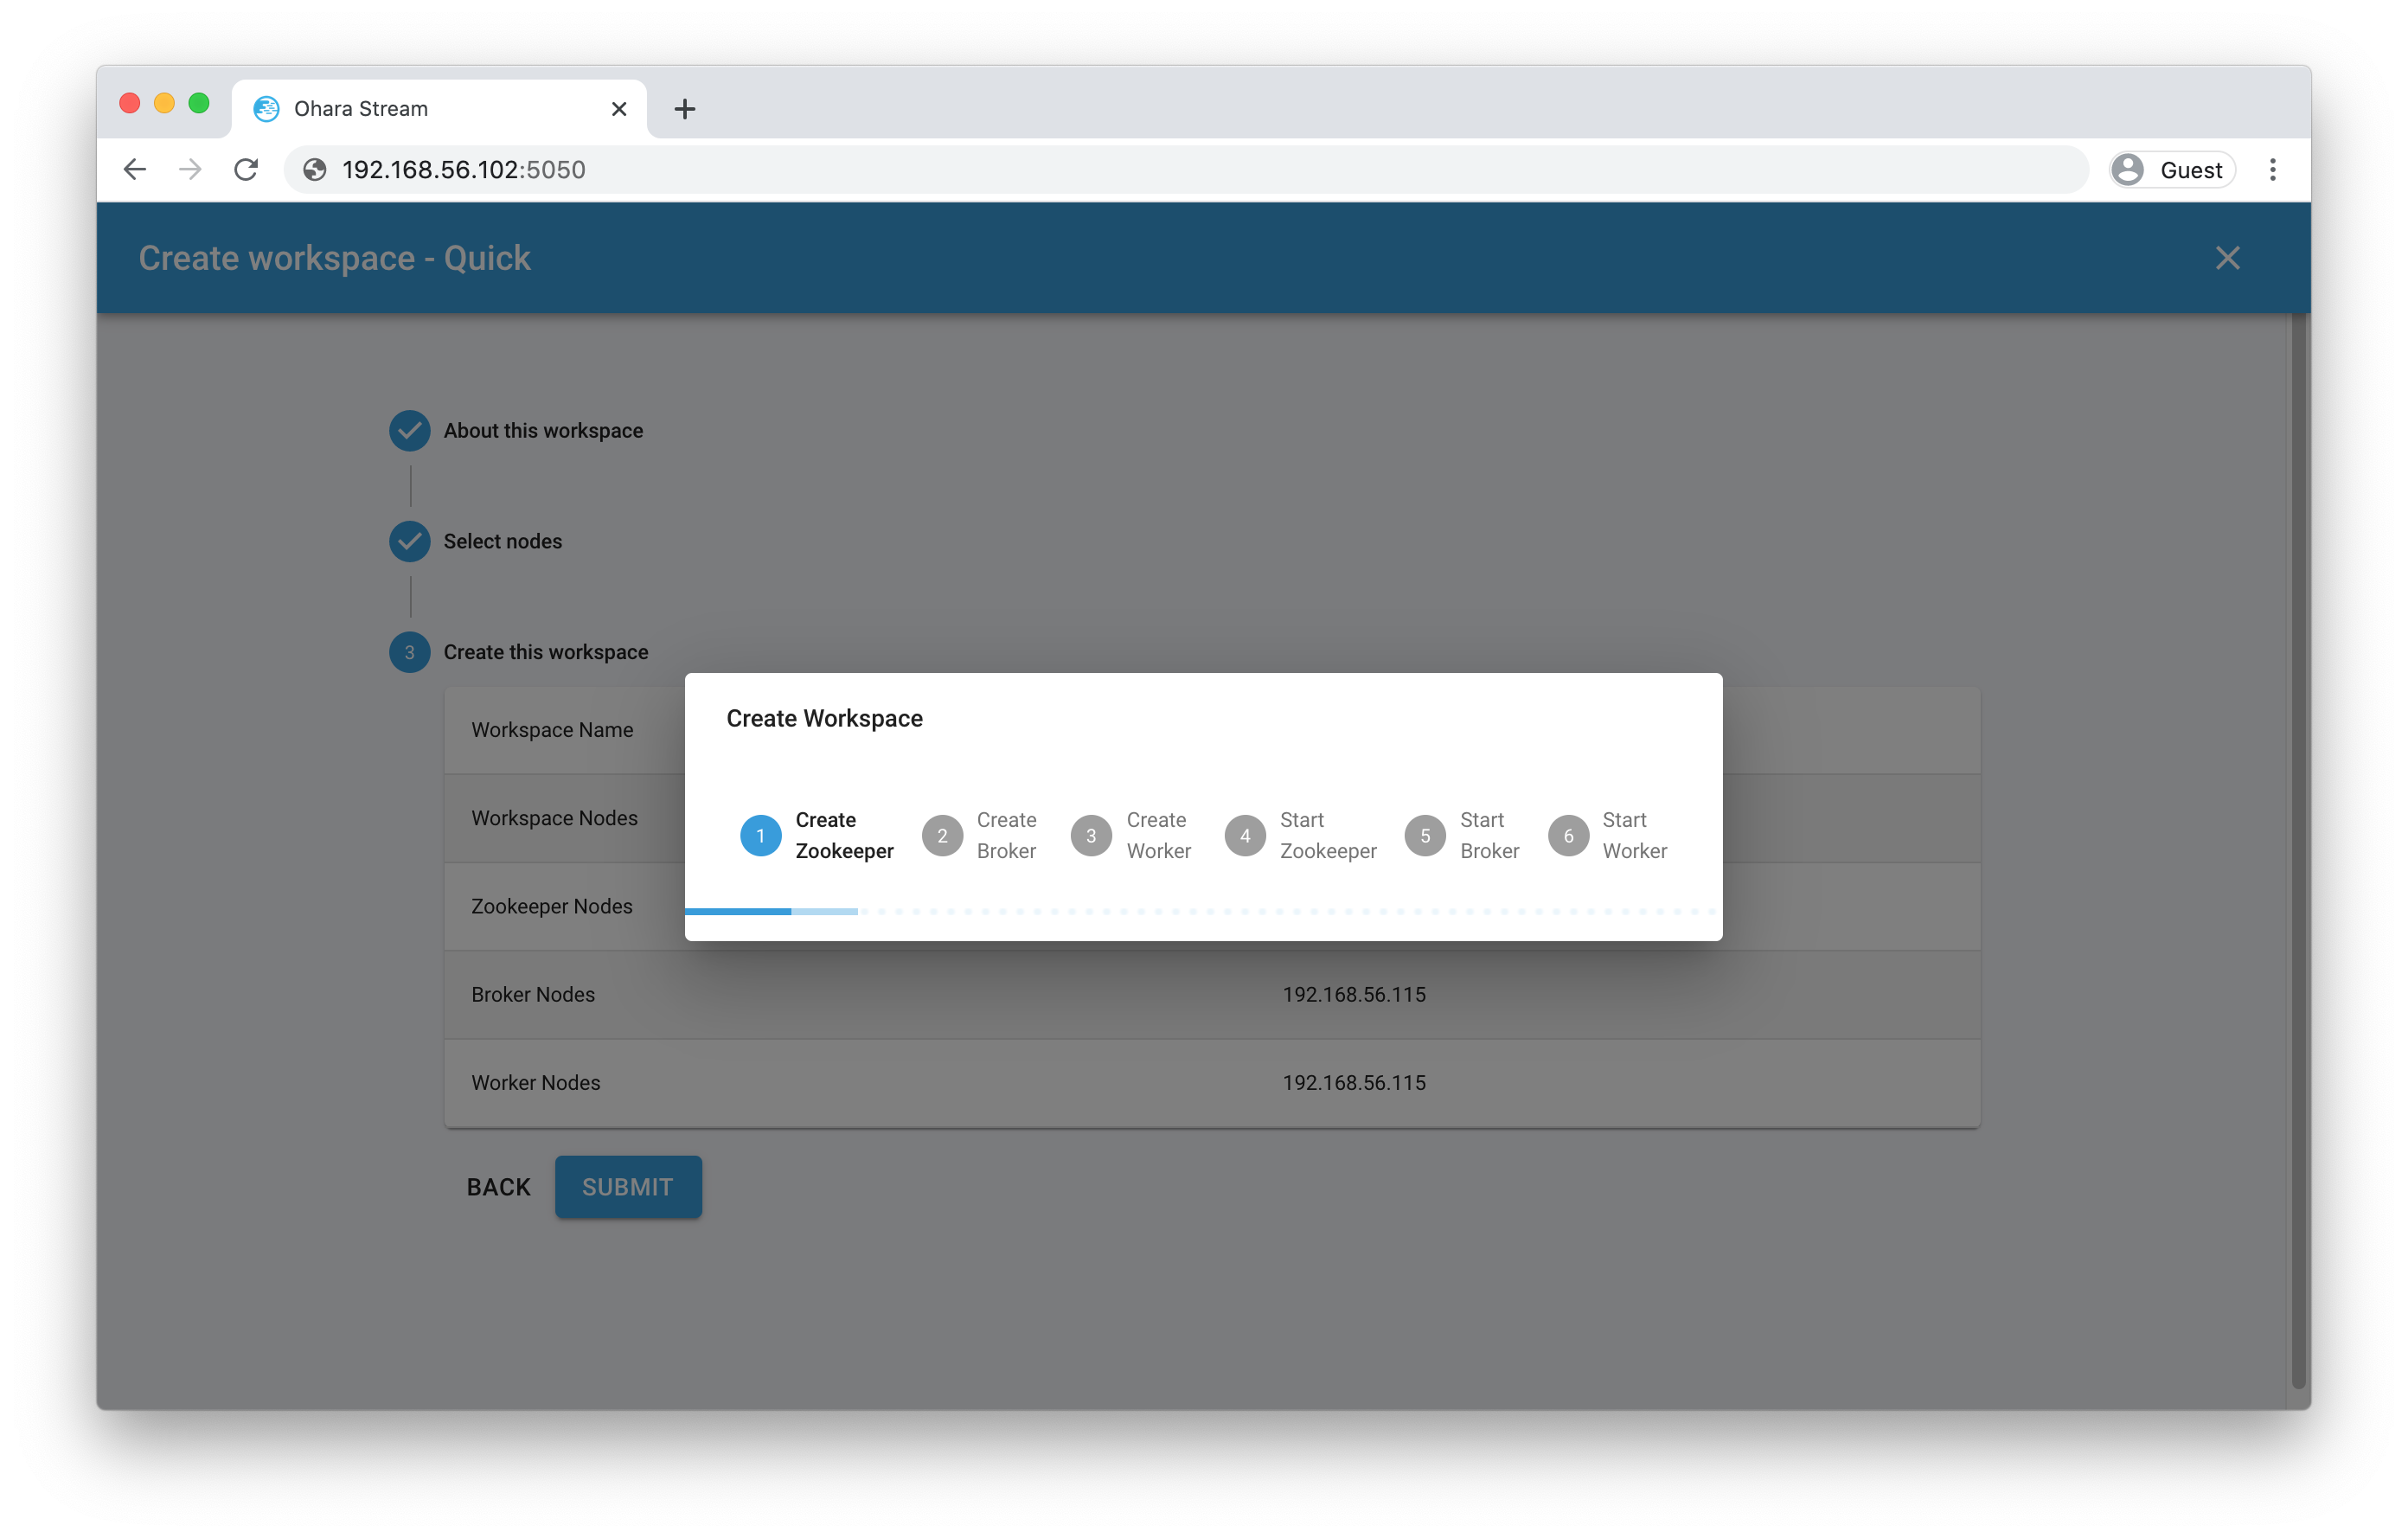 Ohara Stream
192.168.56.102:5050
Guest
Create workspace - Quick
About this workspace
Select nodes
3 Create this workspace
Workspace Name
Workspace Nodes
Zookeeper Nodes
Broker Nodes 192.168.56.115
Worker Nodes 192.168.56.115
BACK SUBMIT
Create Workspace
1 Create
Zookeeper
2 Create
Broker
3 Create
Worker
4 Start
Zookeeper
5 Start
Broker
6 Start
Worker